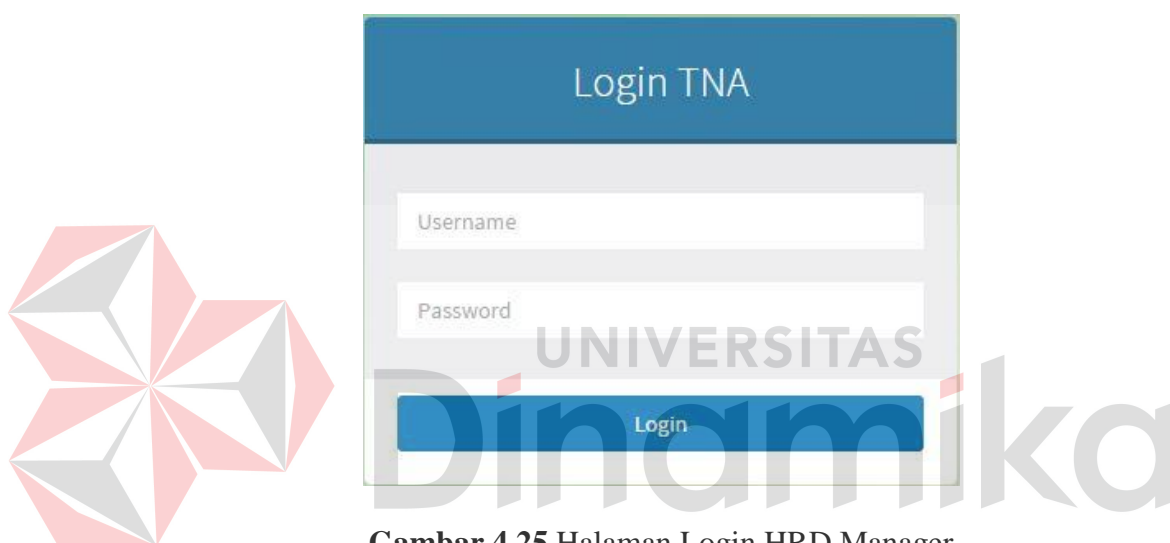 Login TNA
Username
Password
UNIVERSITAS
Dinamika
Login
Gambar 4.25 Halaman Login HRD Manager